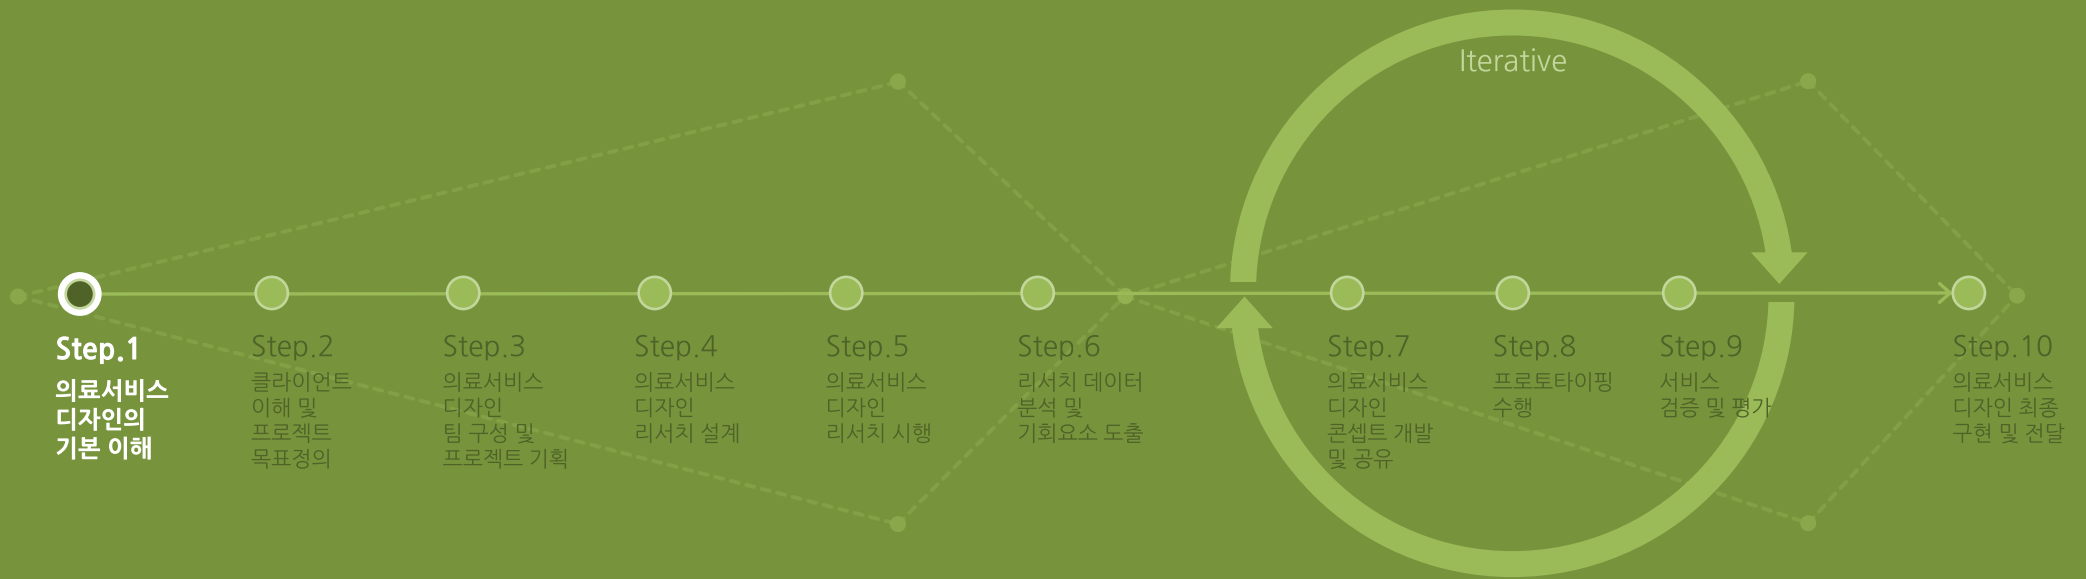 Iterative
Step.1
의료서비스
디자인의
기본 이해
Step.2
클라이언트
이해 및
프로젝트
목표정의
Step.3
의료서비스
디자인
팀 구성 및
프로젝트 기획
Step.4
의료서비스
디자인
리서치 설계
Step.5
의료서비스
디자인
리서치 시행
Step.6
리서치 데이터
분석 및
기회요소 도출
Step.7
의료서비스
디자인
콘셉트 개발
및 공유
Step.8
프로토타이핑
수행
Step.9
서비스
검증 및 평가
Step.10
의료서비스
디자인 최종
구현 및 전달